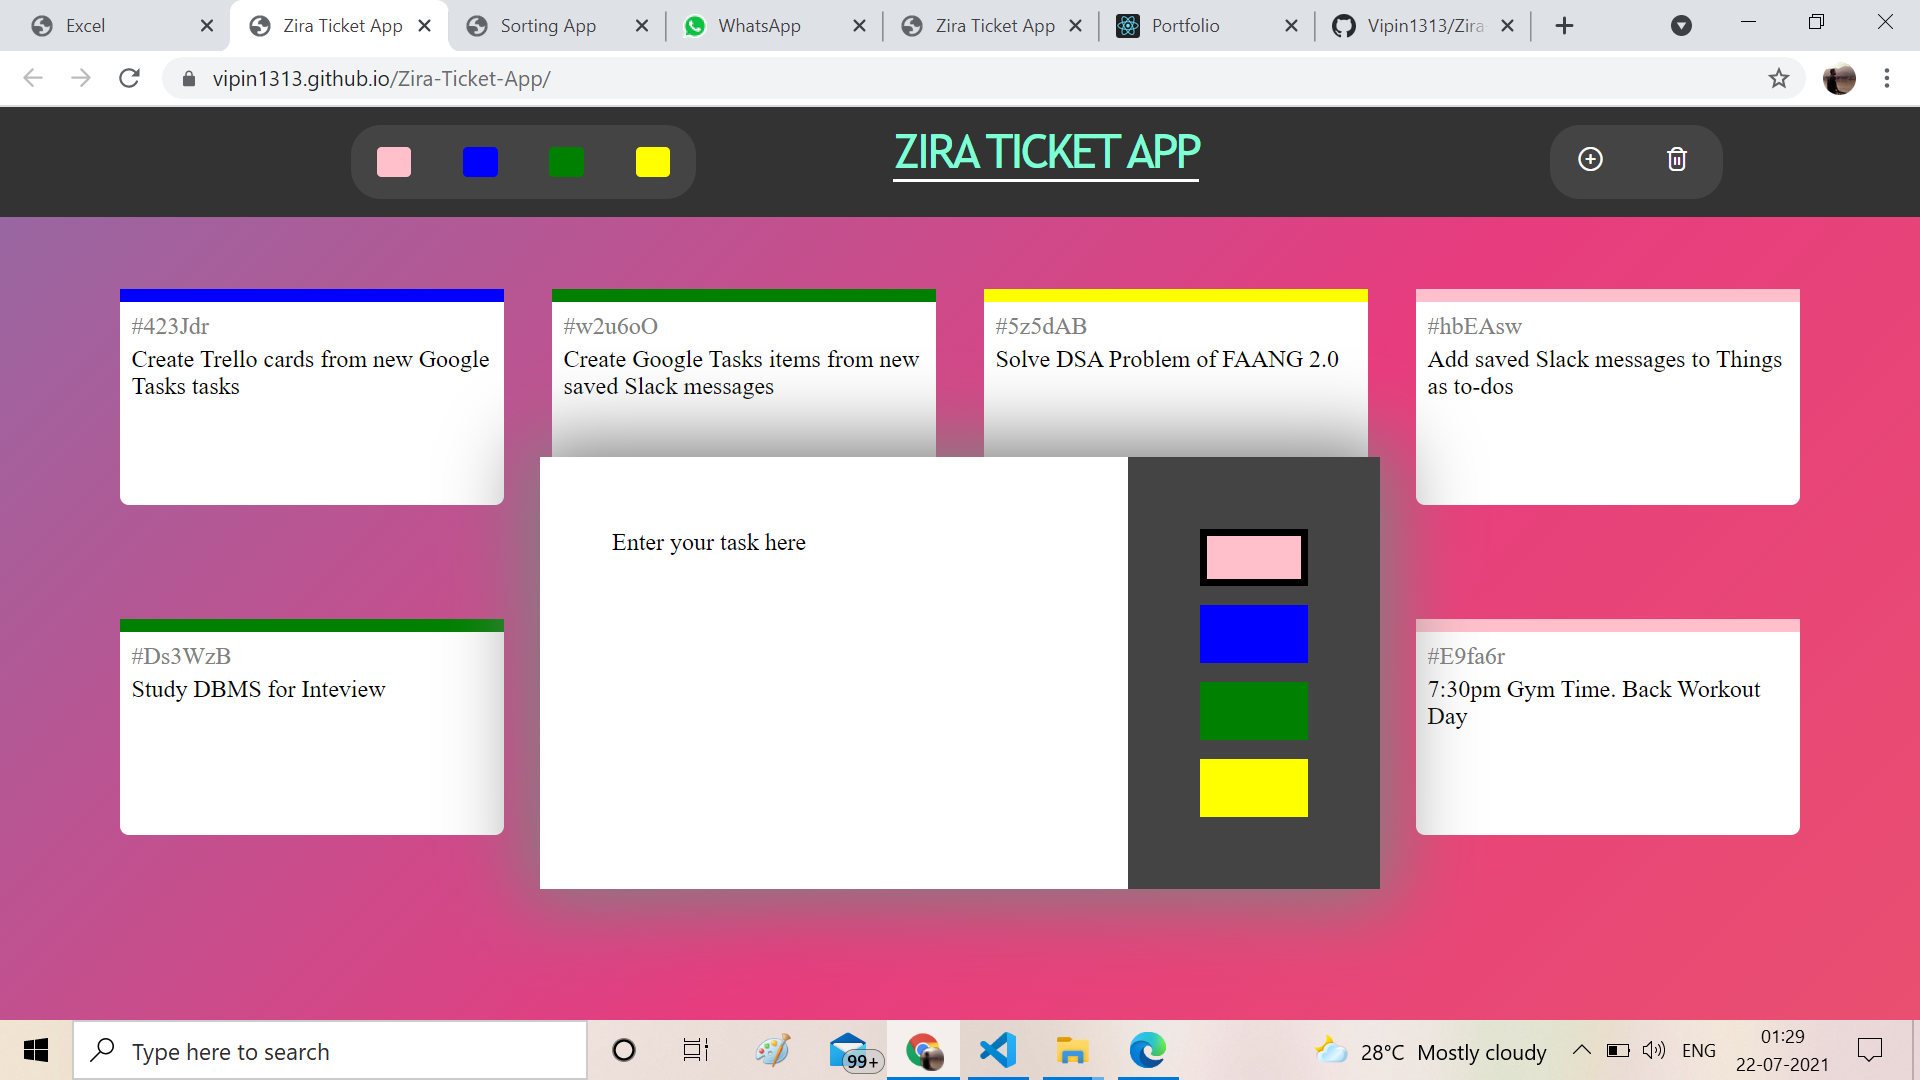 Excel
Zira Ticket App
Sorting App
WhatsApp
Zira Ticket App
Portfolio
Vipin1313/Zira
vipin1313.github.io/Zira-Ticket-App/
ZIRA TICKET APP
#423Jdr
Create Trello cards from new Google
Tasks tasks
#w2u6oO
Create Google Tasks items from new
saved Slack messages
#5z5dAB
Solve DSA Problem of FAANG 2.0
#hbEAsw
Add saved Slack messages to Things
as to-dos
Enter your task here
#Ds3WzB
Study DBMS for Inteview
#E9fa6r
7:30pm Gym Time. Back Workout
Day
Type here to search
99+
28°C Mostly cloudy
ENG
01:29
22-07-2021